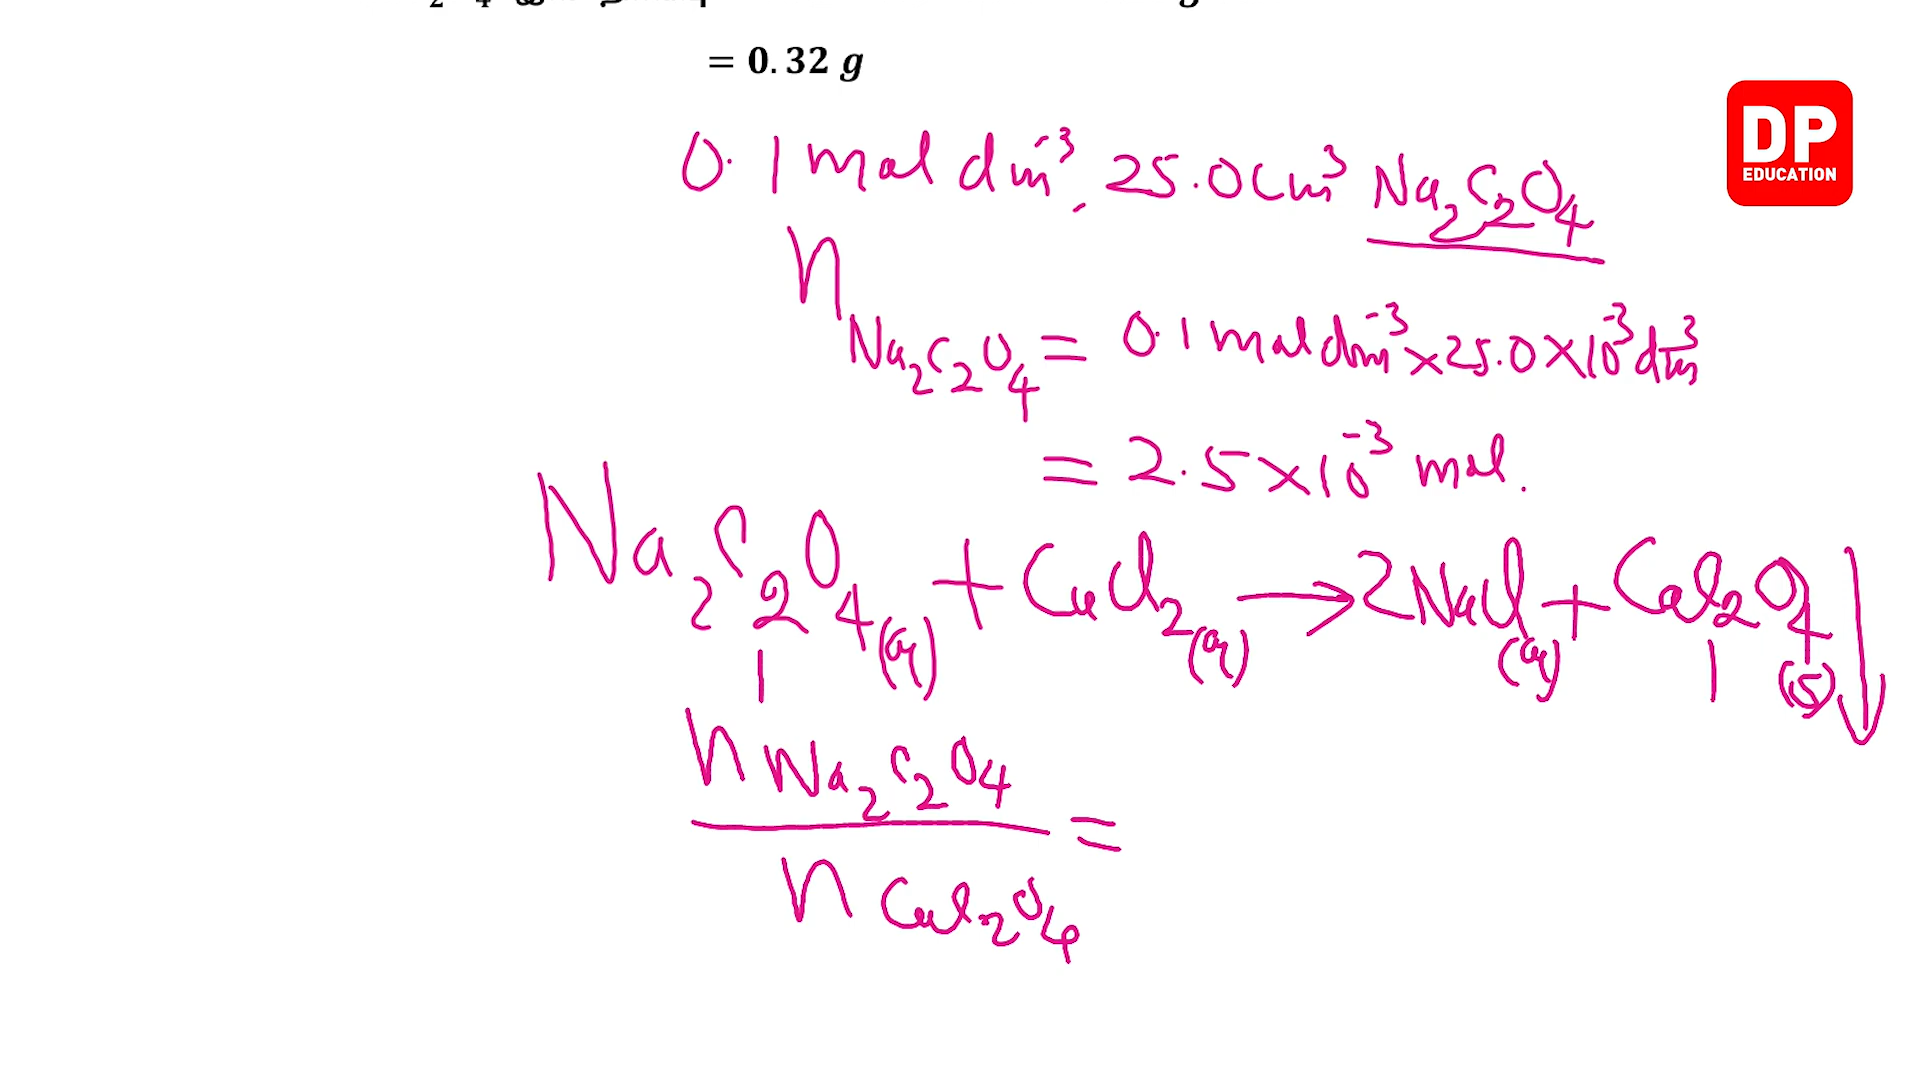 = 0.32 g
DP
EDUCATION
0.1 mol dm⁻³, 25.0 cm³ Na₂C₂O₄
n Na₂C₂O₄ = 0.1 mol dm⁻³ × 25.0 × 10⁻³ dm³
= 2.5 × 10⁻³ mol.
Na₂C₂O₄(aq) + CaCl₂(aq) → 2NaCl(aq) + CaC₂O₄(s) ↓
1 1
n Na₂C₂O₄
=
n CaC₂O₄